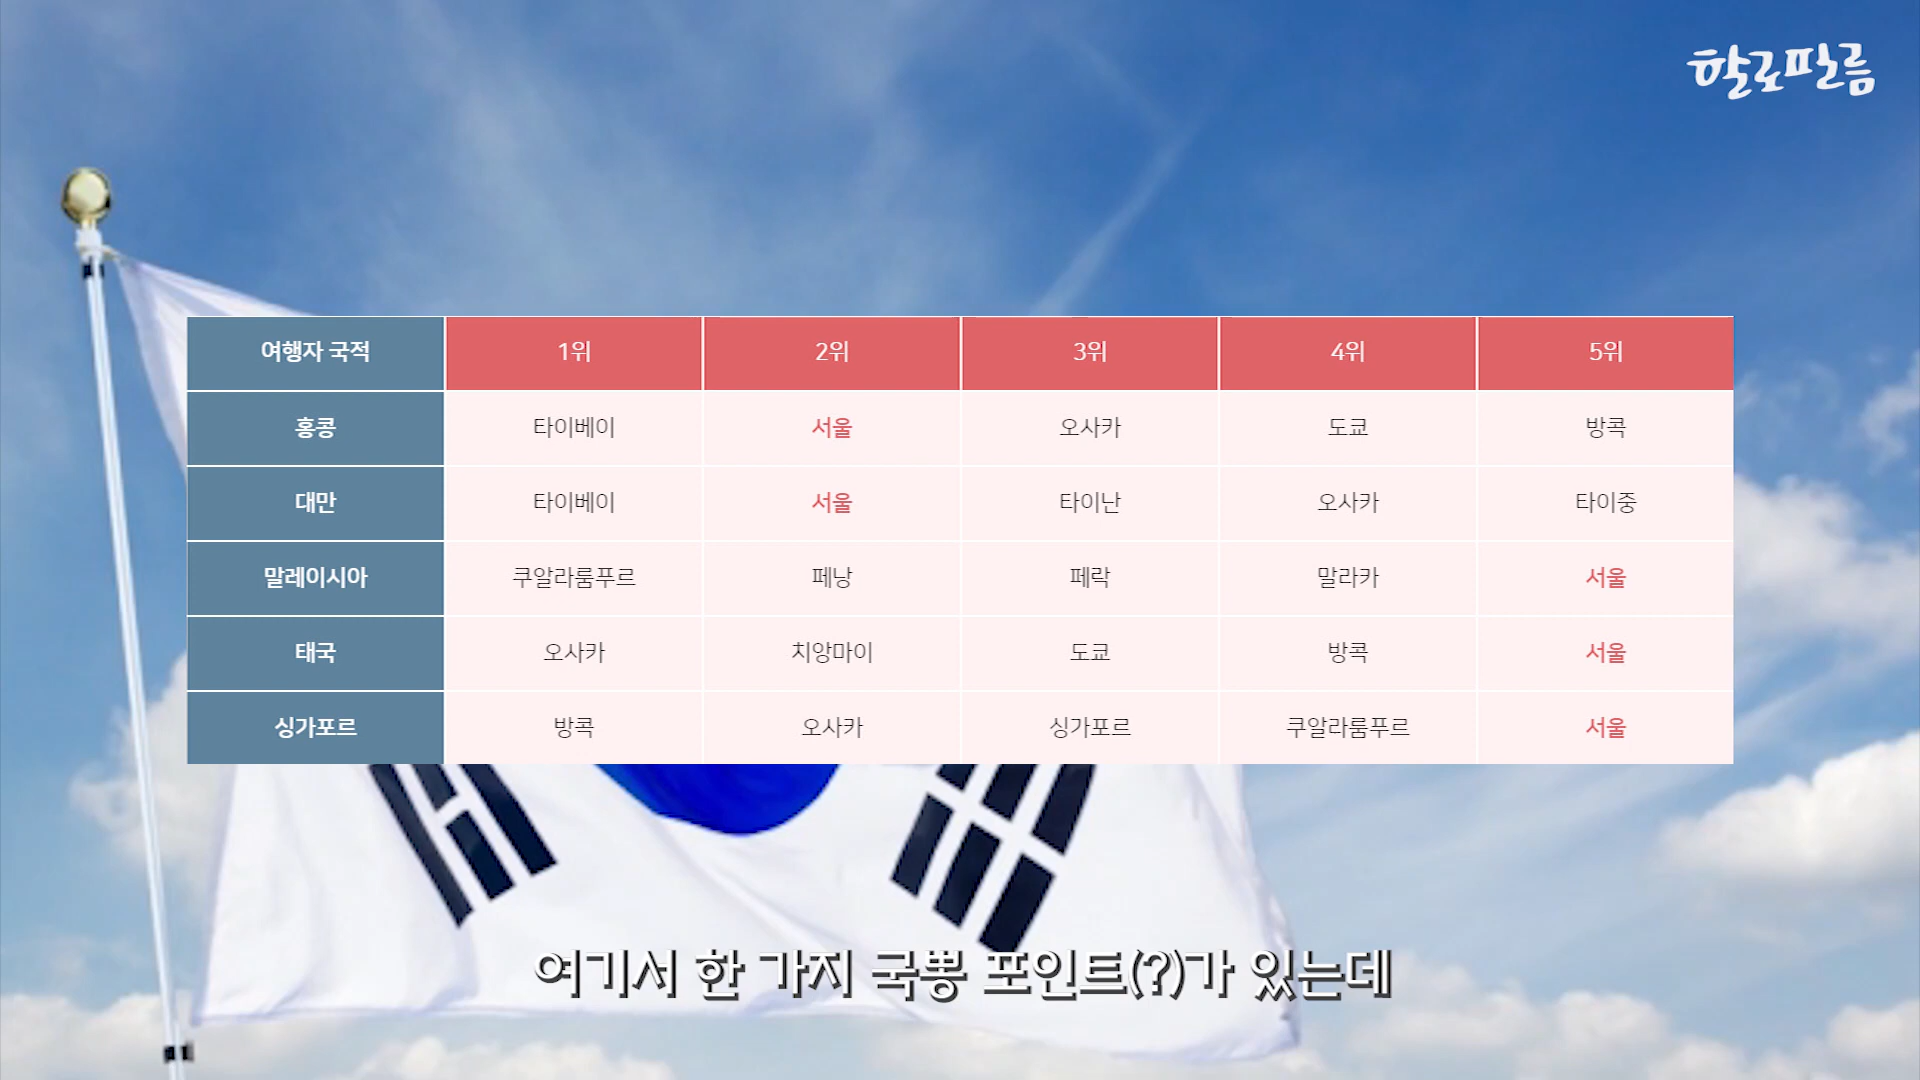 할로팔룸
여행자 국적 1위 2위 3위 4위 5위
홍콩 타이베이 서울 오사카 도쿄 방콕
대만 타이베이 서울 타이난 오사카 타이중
말레이시아 쿠알라룸푸르 페낭 페락 말라카 서울
태국 오사카 치앙마이 도쿄 방콕 서울
싱가포르 방콕 오사카 싱가포르 쿠알라룸푸르 서울
여기서 한 가지 국뽕 포인트(?)가 있는데